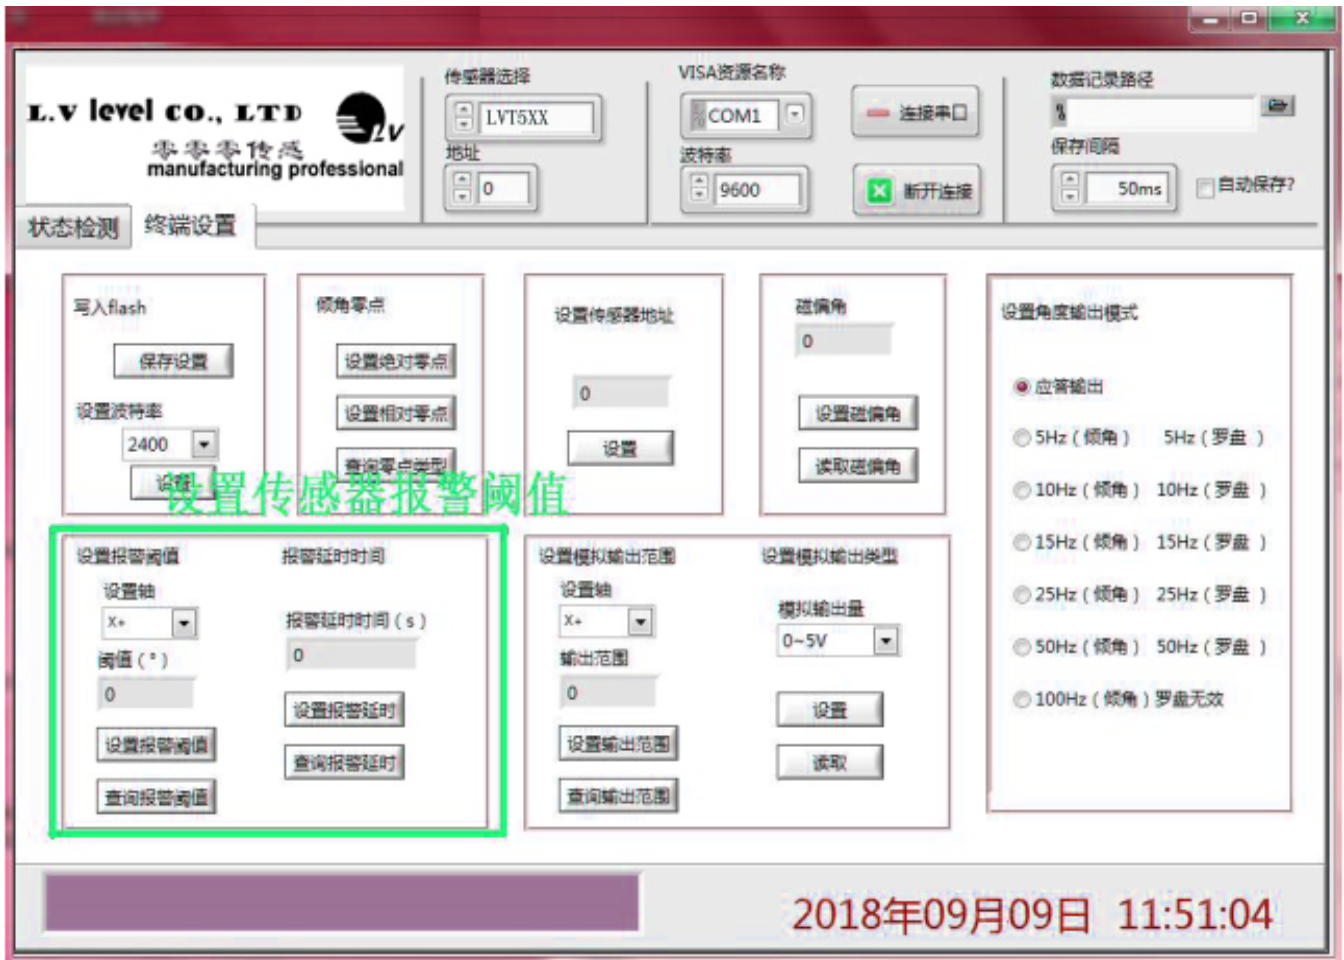 L.V level CO., LTD
LV
零零零传感
manufacturing professional
传感器选择
LVT5XX
地址
0
VISA资源名称
COM1
波特率
9600
连接串口
断开连接
数据记录路径
保存间隔
50ms
自动保存?
状态检测
终端设置
写入flash
保存设置
设置波特率
2400
设置
倾角零点
设置绝对零点
设置相对零点
查询零点类型
设置传感器地址
0
设置
磁偏角
0
设置磁偏角
读取磁偏角
设置角度输出模式
应答输出
5Hz(倾角) 5Hz(罗盘 )
10Hz(倾角) 10Hz(罗盘 )
15Hz(倾角) 15Hz(罗盘 )
25Hz(倾角) 25Hz(罗盘 )
50Hz(倾角) 50Hz(罗盘 )
100Hz(倾角)罗盘无效
设置传感器报警阈值
设置报警阈值
设置轴
X+
阈值(°)
0
设置报警阈值
查询报警阈值
报警延时时间
报警延时时间(s)
0
设置报警延时
查询报警延时
设置模拟输出范围
设置轴
X+
输出范围
0
设置输出范围
查询输出范围
设置模拟输出类型
模拟输出量
0~5V
设置
读取
2018年09月09日 11:51:04